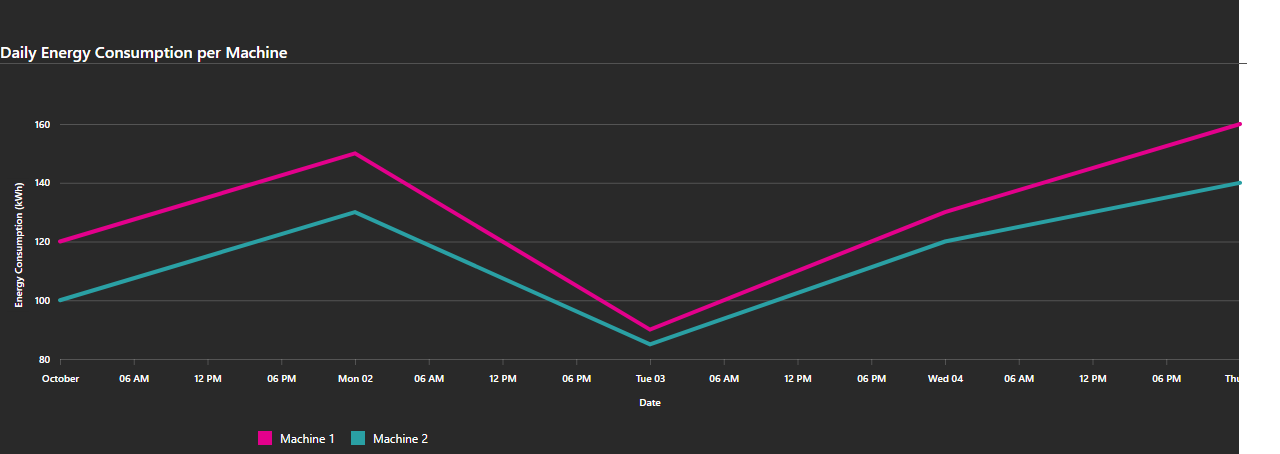 Daily Energy Consumption per Machine
160
140
120
100
80
Energy Consumption (kWh)
October 06 AM 12 PM 06 PM Mon 02 06 AM 12 PM 06 PM Tue 03 06 AM 12 PM 06 PM Wed 04 06 AM 12 PM 06 PM
Date
Machine 1 Machine 2